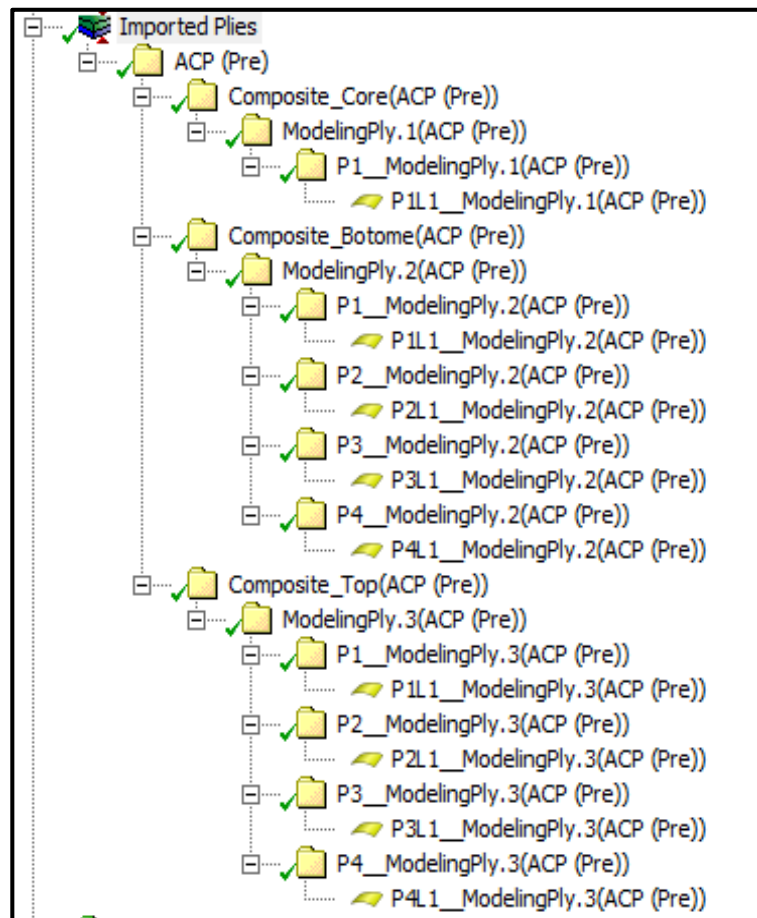 Imported Plies
ACP (Pre)
Composite_Core(ACP (Pre))
ModelingPly.1(ACP (Pre))
P1__ModelingPly.1(ACP (Pre))
P1L1__ModelingPly.1(ACP (Pre))
Composite_Botome(ACP (Pre))
ModelingPly.2(ACP (Pre))
P1__ModelingPly.2(ACP (Pre))
P1L1__ModelingPly.2(ACP (Pre))
P2__ModelingPly.2(ACP (Pre))
P2L1__ModelingPly.2(ACP (Pre))
P3__ModelingPly.2(ACP (Pre))
P3L1__ModelingPly.2(ACP (Pre))
P4__ModelingPly.2(ACP (Pre))
P4L1__ModelingPly.2(ACP (Pre))
Composite_Top(ACP (Pre))
ModelingPly.3(ACP (Pre))
P1__ModelingPly.3(ACP (Pre))
P1L1__ModelingPly.3(ACP (Pre))
P2__ModelingPly.3(ACP (Pre))
P2L1__ModelingPly.3(ACP (Pre))
P3__ModelingPly.3(ACP (Pre))
P3L1__ModelingPly.3(ACP (Pre))
P4__ModelingPly.3(ACP (Pre))
P4L1__ModelingPly.3(ACP (Pre))